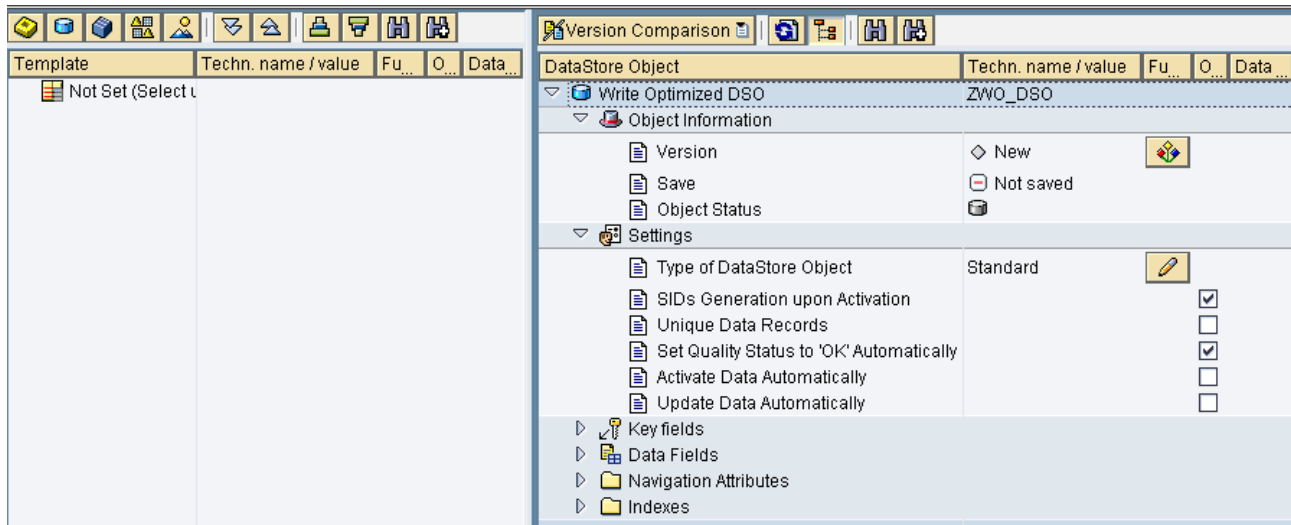 Version Comparison
Template Techn. name / value Fu... O... Data...
Not Set (Select u
DataStore Object Techn. name / value Fu... O... Data ...
Write Optimized DSO ZWO_DSO
Object Information
Version New
Save Not saved
Object Status
Settings
Type of DataStore Object Standard
SIDs Generation upon Activation
Unique Data Records
Set Quality Status to 'OK' Automatically
Activate Data Automatically
Update Data Automatically
Key fields
Data Fields
Navigation Attributes
Indexes